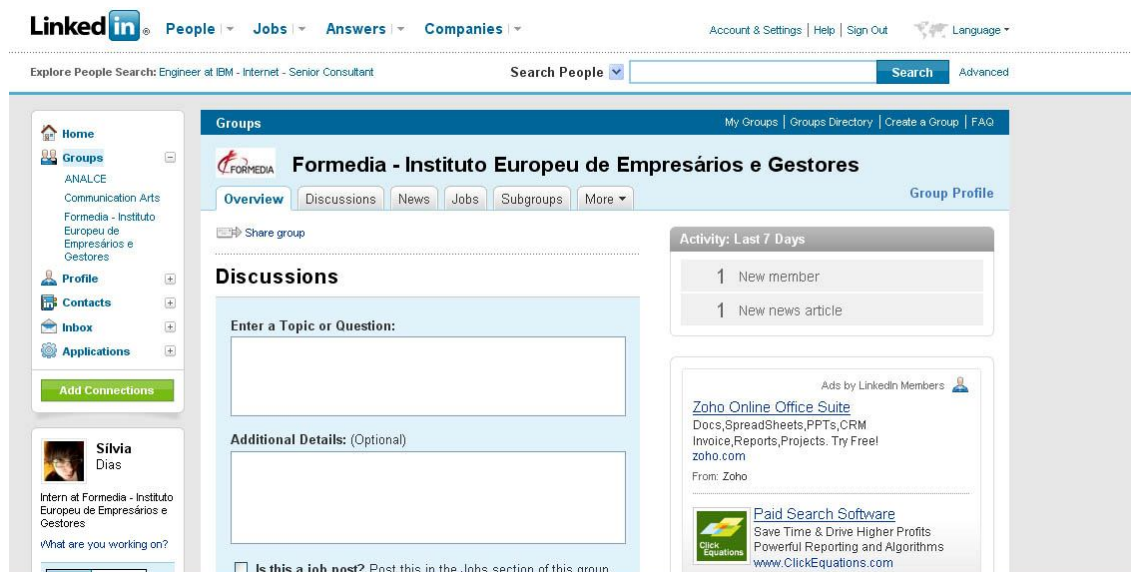 Linked in ®
People Jobs Answers Companies
Account & Settings | Help | Sign Out Language
Explore People Search: Engineer at IBM - Internet - Senior Consultant
Search People Search Advanced
Home
Groups
ANALCE
Communication Arts
Formedia - Instituto
Europeu de
Empresários e
Gestores
Profile
Contacts
Inbox
Applications
Add Connections
Sílvia
Dias
Intern at Formedia - Instituto
Europeu de Empresários e
Gestores
What are you working on?
Groups
My Groups | Groups Directory | Create a Group | FAQ
FORMEDIA
Formedia - Instituto Europeu de Empresários e Gestores
Overview Discussions News Jobs Subgroups More
Group Profile
Share group
Discussions
Enter a Topic or Question:
Additional Details: (Optional)
Is this a job post? Post this in the Jobs section of this group
Activity: Last 7 Days
1 New member
1 New news article
Ads by LinkedIn Members
Zoho Online Office Suite
Docs,SpreadSheets,PPTs,CRM
Invoice,Reports,Projects. Try Free!
zoho.com
From: Zoho
Click
Equations
Paid Search Software
Save Time & Drive Higher Profits
Powerful Reporting and Algorithms
www.ClickEquations.com